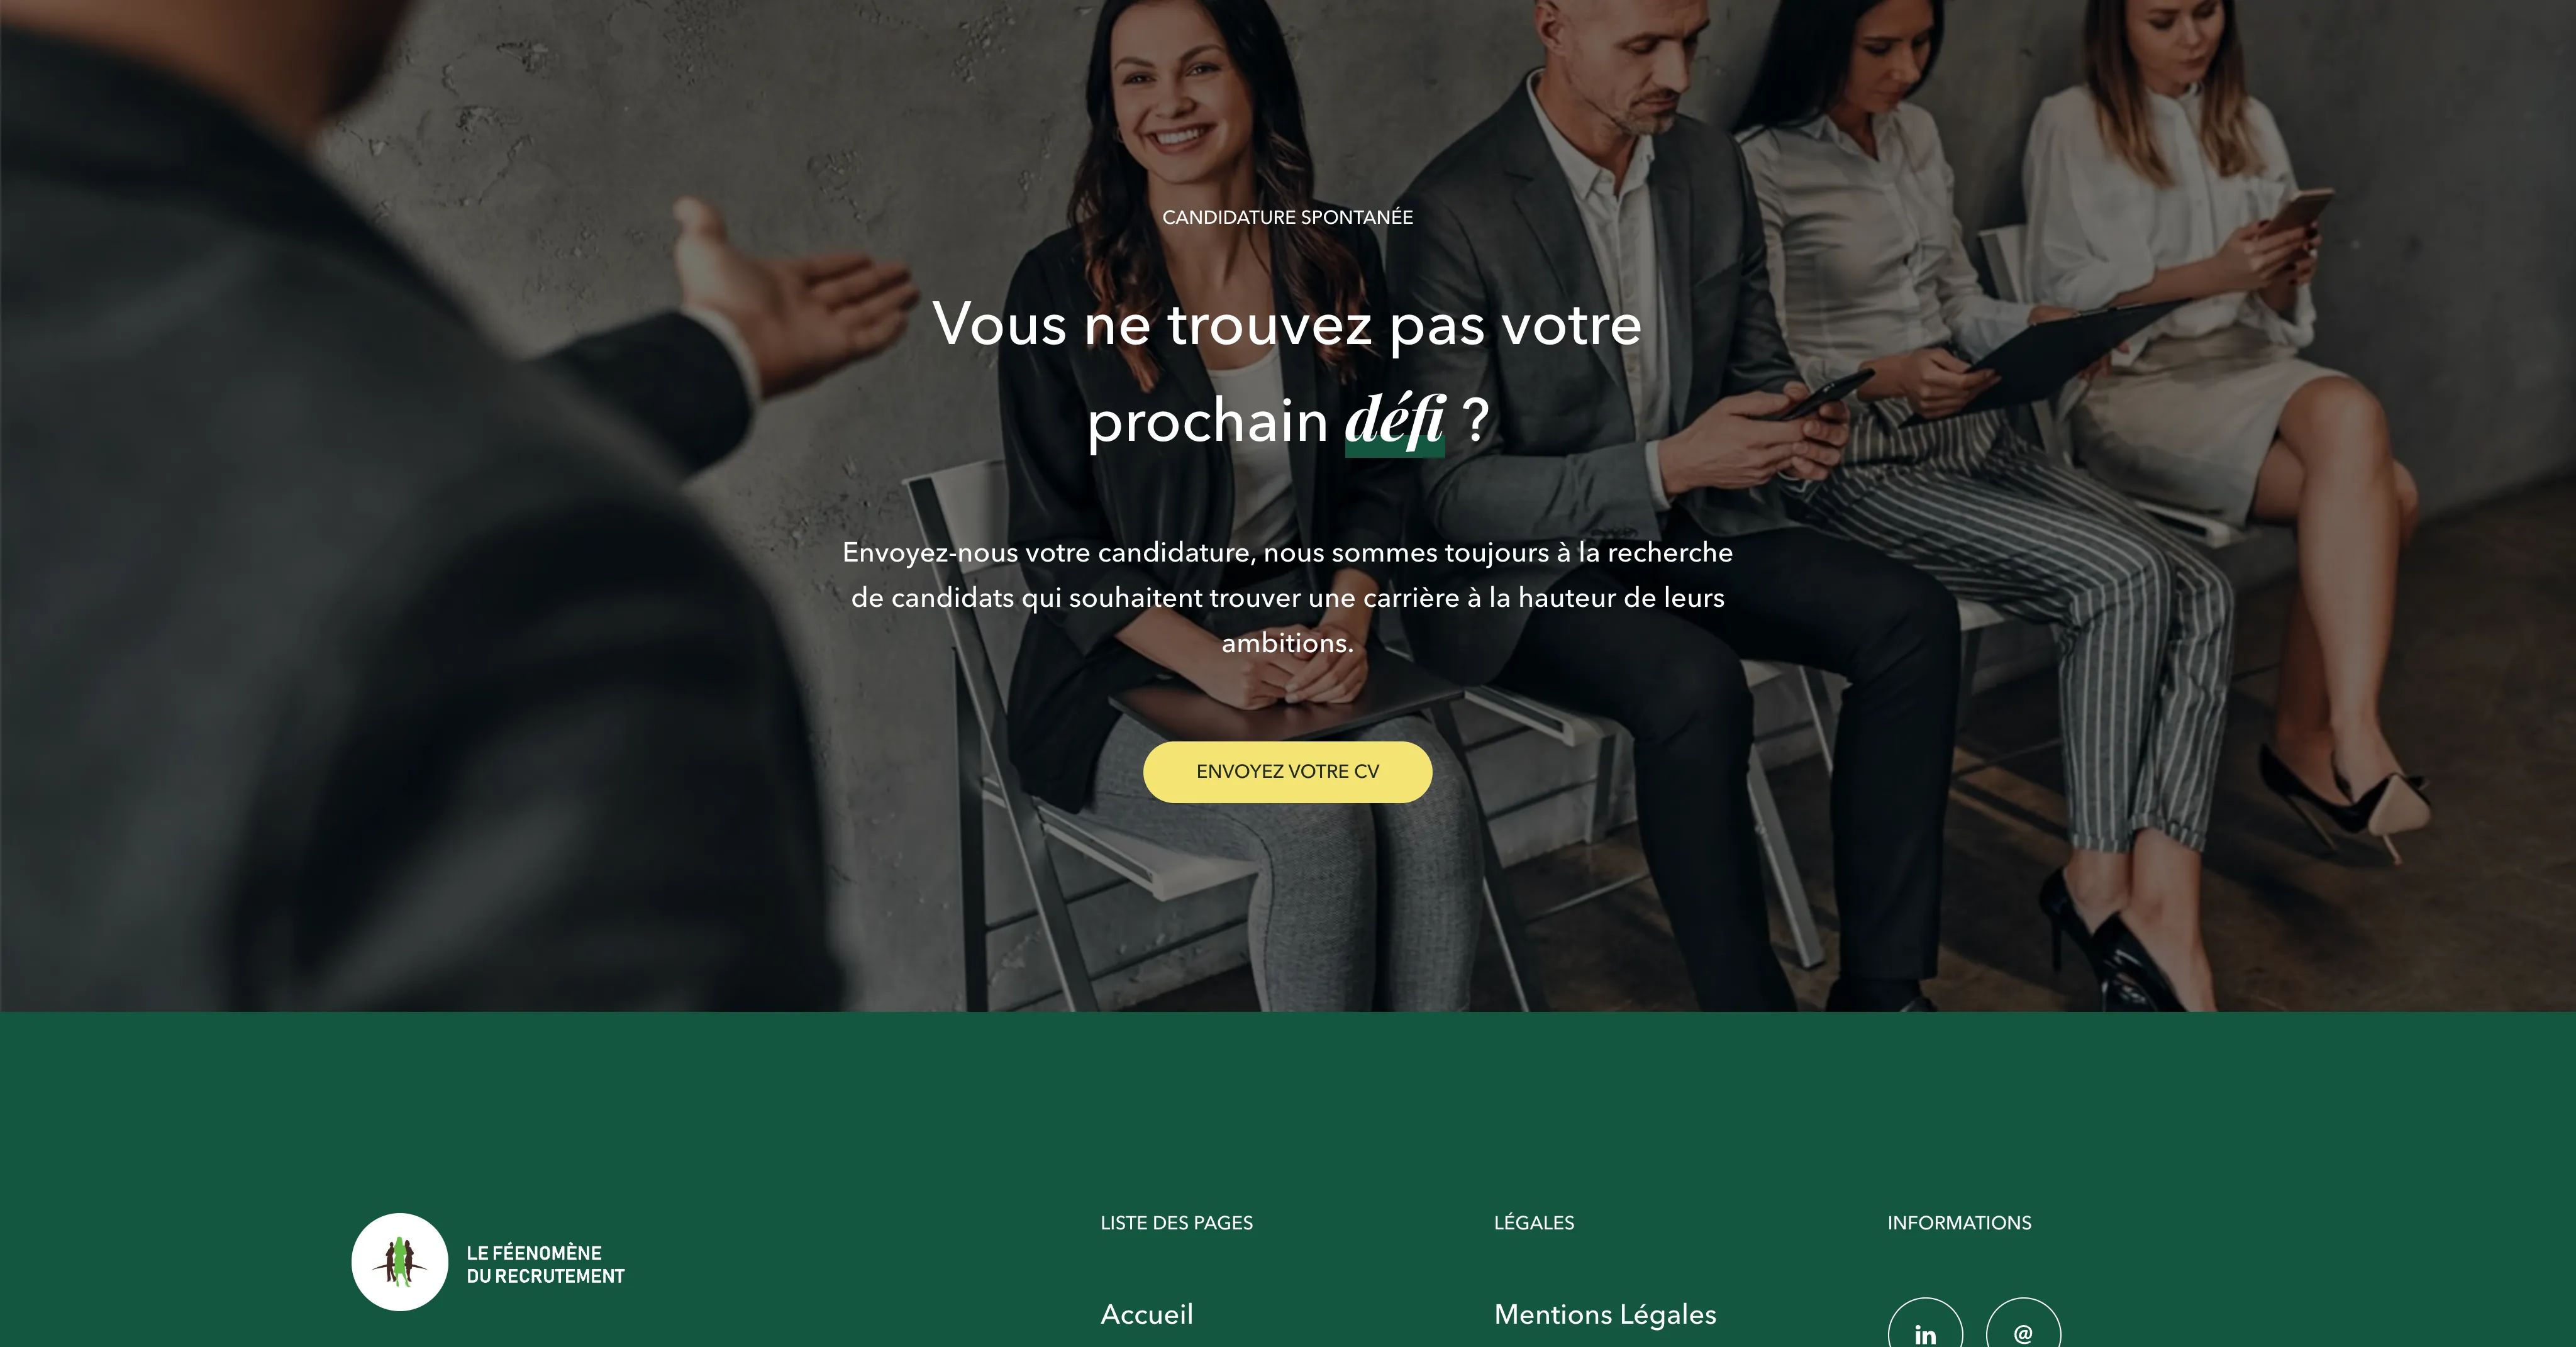 CANDIDATURE SPONTANÉE
Vous ne trouvez pas votre
prochain défi ?
Envoyez-nous votre candidature, nous sommes toujours à la recherche
de candidats qui souhaitent trouver une carrière à la hauteur de leurs
ambitions.
ENVOYEZ VOTRE CV
LE FÉENOMÈNE
DU RECRUTEMENT
LISTE DES PAGES
Accueil
LÉGALES
Mentions Légales
INFORMATIONS
in
@